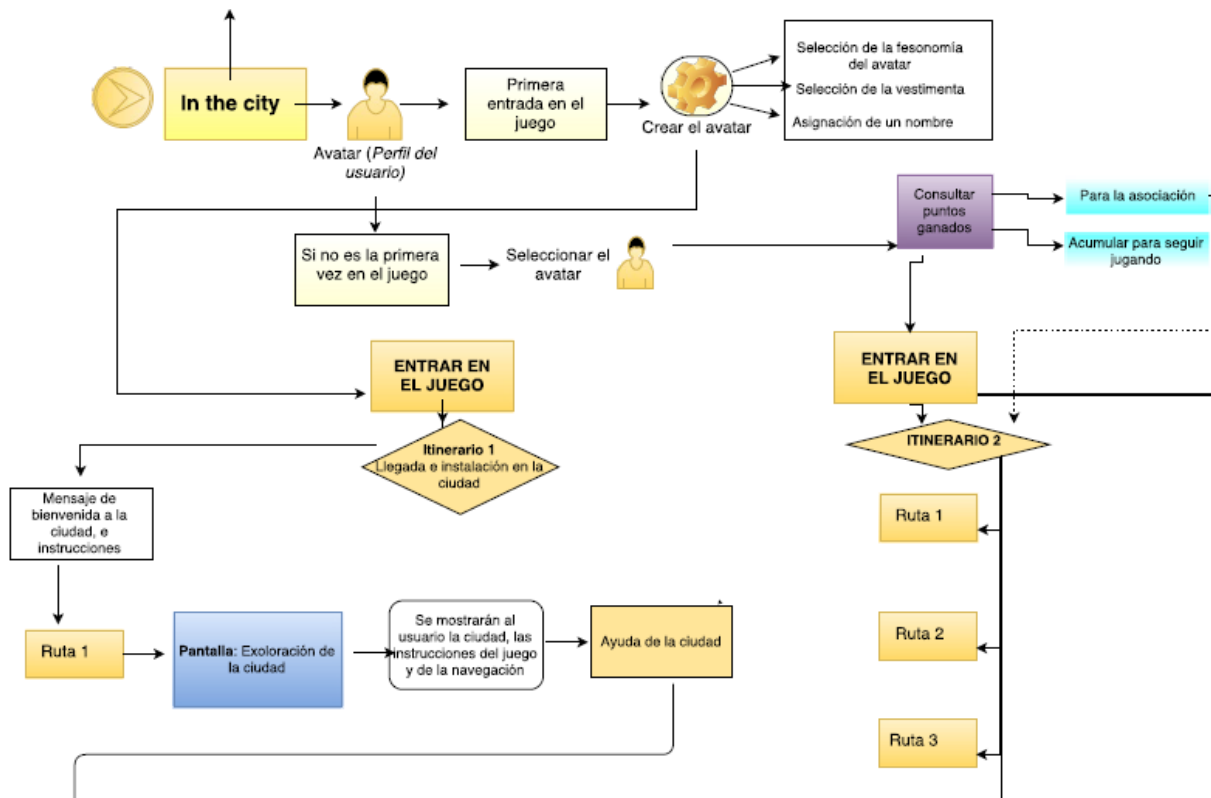 In the city
Avatar (Perfil del
usuario)
Primera
entrada en el
juego
Crear el avatar
Selección de la fesonomía
del avatar
Selección de la vestimenta
Asignación de un nombre
Si no es la primera
vez en el juego
Seleccionar el
avatar
Consultar
puntos
ganados
Para la asociación
Acumular para seguir
jugando
ENTRAR EN
EL JUEGO
Itinerario 1
Llegada e instalación en la
ciudad
ENTRAR EN
EL JUEGO
ITINERARIO 2
Mensaje de
bienvenida a la
ciudad, e
instrucciones
Ruta 1
Pantalla: Exoloración de
la ciudad
Se mostrarán al
usuario la ciudad, las
instrucciones del juego
y de la navegación
Ayuda de la ciudad
Ruta 1
Ruta 2
Ruta 3